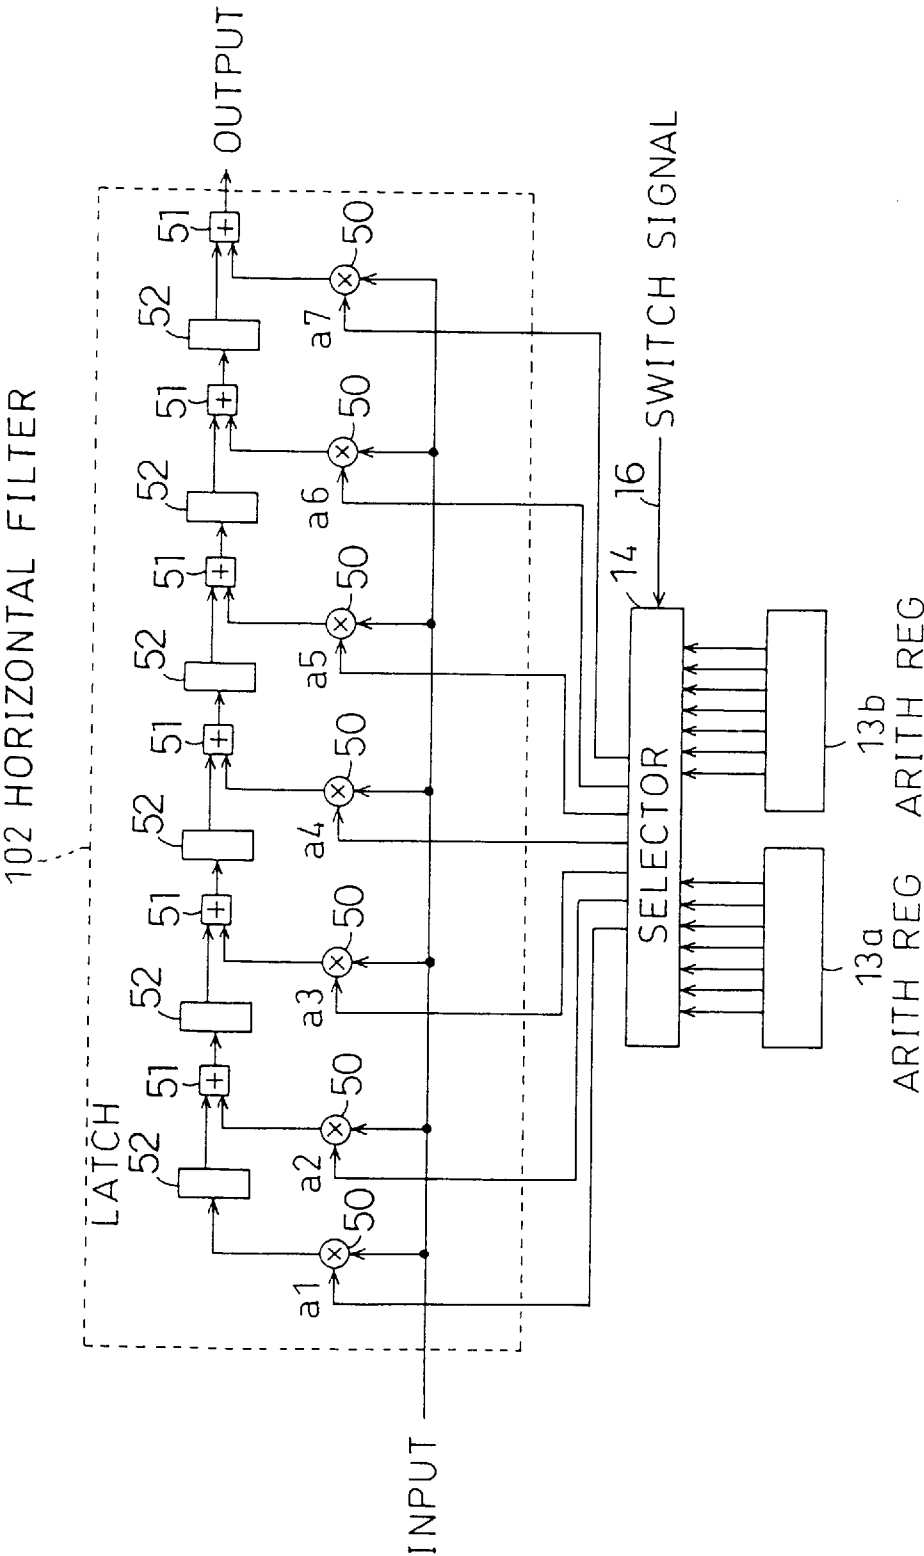 102 HORIZONTAL FILTER
LATCH
52 51 52 51 52 51 52 51 52 51 52 51
OUTPUT
50 50 50 50 50 50 50
a1 a2 a3 a4 a5 a6 a7
INPUT
14 16
SELECTOR
SWITCH SIGNAL
13a 13b
ARITH REG ARITH REG